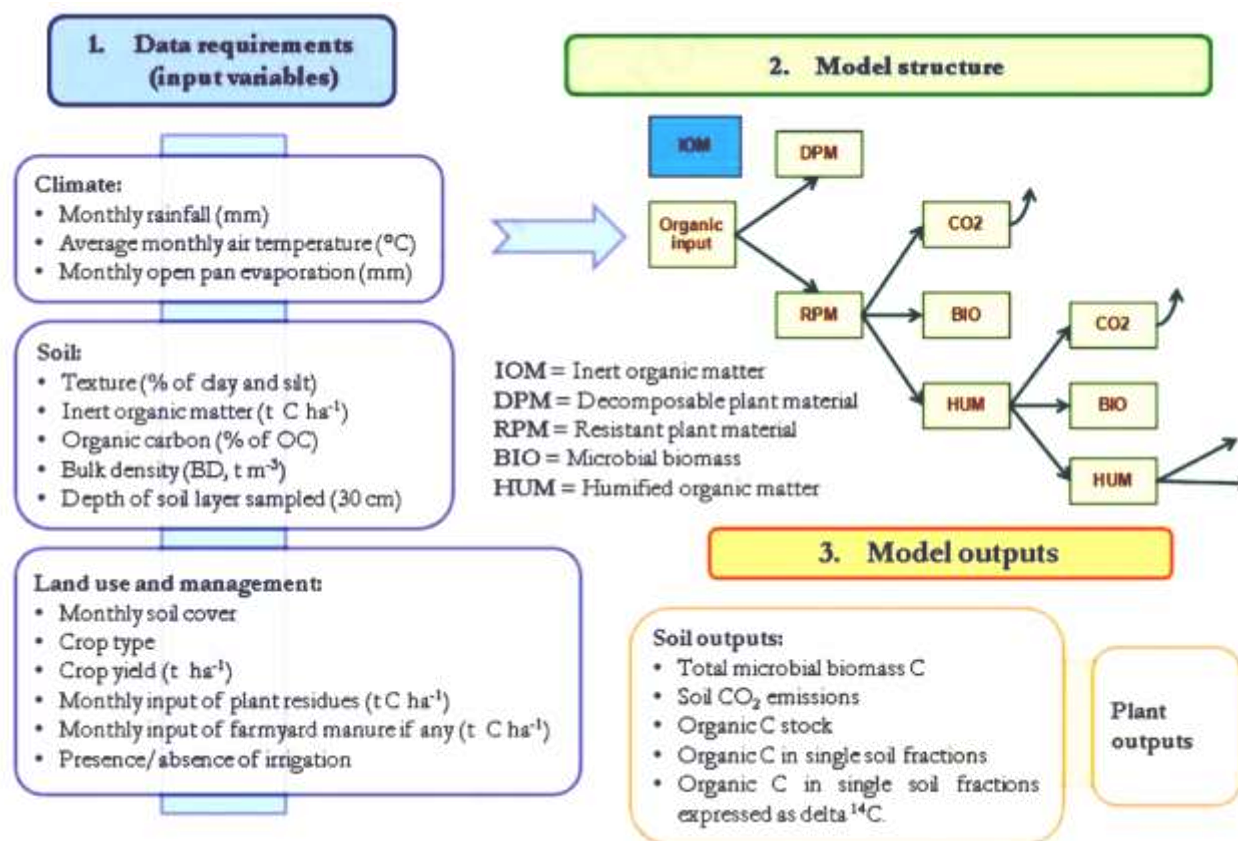 1. Data requirements
(input variables)
Climate:
• Monthly rainfall (mm)
• Average monthly air temperature (°C)
• Monthly open pan evaporation (mm)
Soil:
• Texture (% of clay and silt)
• Inert organic matter (t C ha⁻¹)
• Organic carbon (% of OC)
• Bulk density (BD, t m⁻³)
• Depth of soil layer sampled (30 cm)
Land use and management:
• Monthly soil cover
• Crop type
• Crop yield (t ha⁻¹)
• Monthly input of plant residues (t C ha⁻¹)
• Monthly input of farmyard manure if any (t C ha⁻¹)
• Presence/absence of irrigation
2. Model structure
IOM
DPM
Organic
input
CO2
RPM
BIO
CO2
HUM
BIO
HUM
IOM = Inert organic matter
DPM = Decomposable plant material
RPM = Resistant plant material
BIO = Microbial biomass
HUM = Humified organic matter
3. Model outputs
Soil outputs:
• Total microbial biomass C
• Soil CO₂ emissions
• Organic C stock
• Organic C in single soil fractions
• Organic C in single soil fractions
expressed as delta ¹⁴C.
Plant
outputs